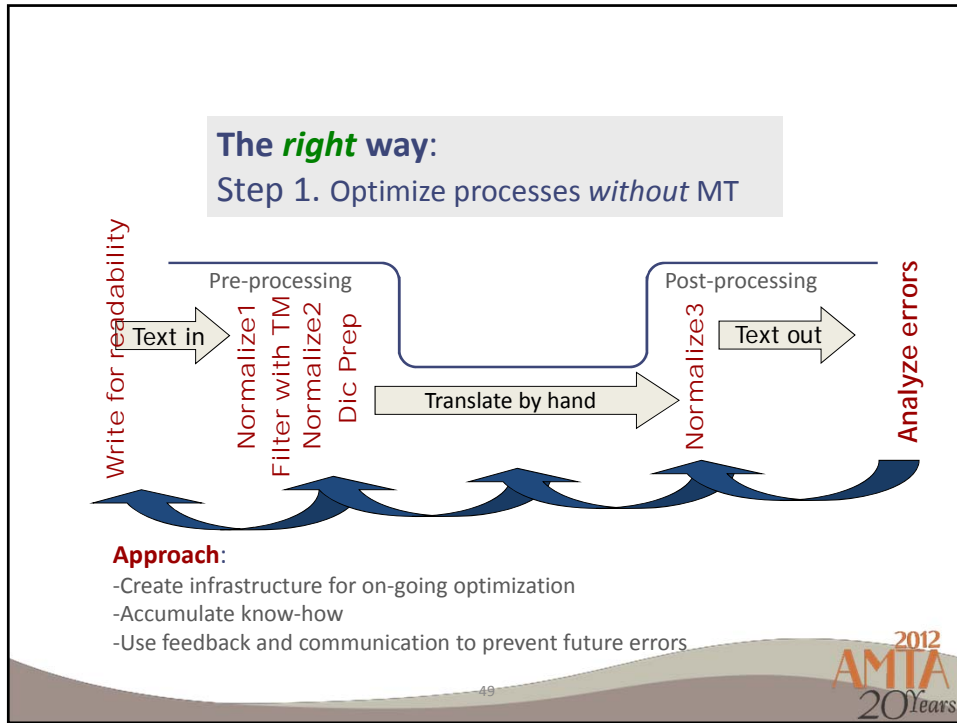 The right way:
Step 1. Optimize processes without MT
Write for readability
Pre-processing
Text in
Normalize1
Filter with TM
Normalize2
Dic Prep
Translate by hand
Post-processing
Normalize3
Text out
Analyze errors
Approach:
-Create infrastructure for on-going optimization
-Accumulate know-how
-Use feedback and communication to prevent future errors
49
2012
AMTA
20 Years